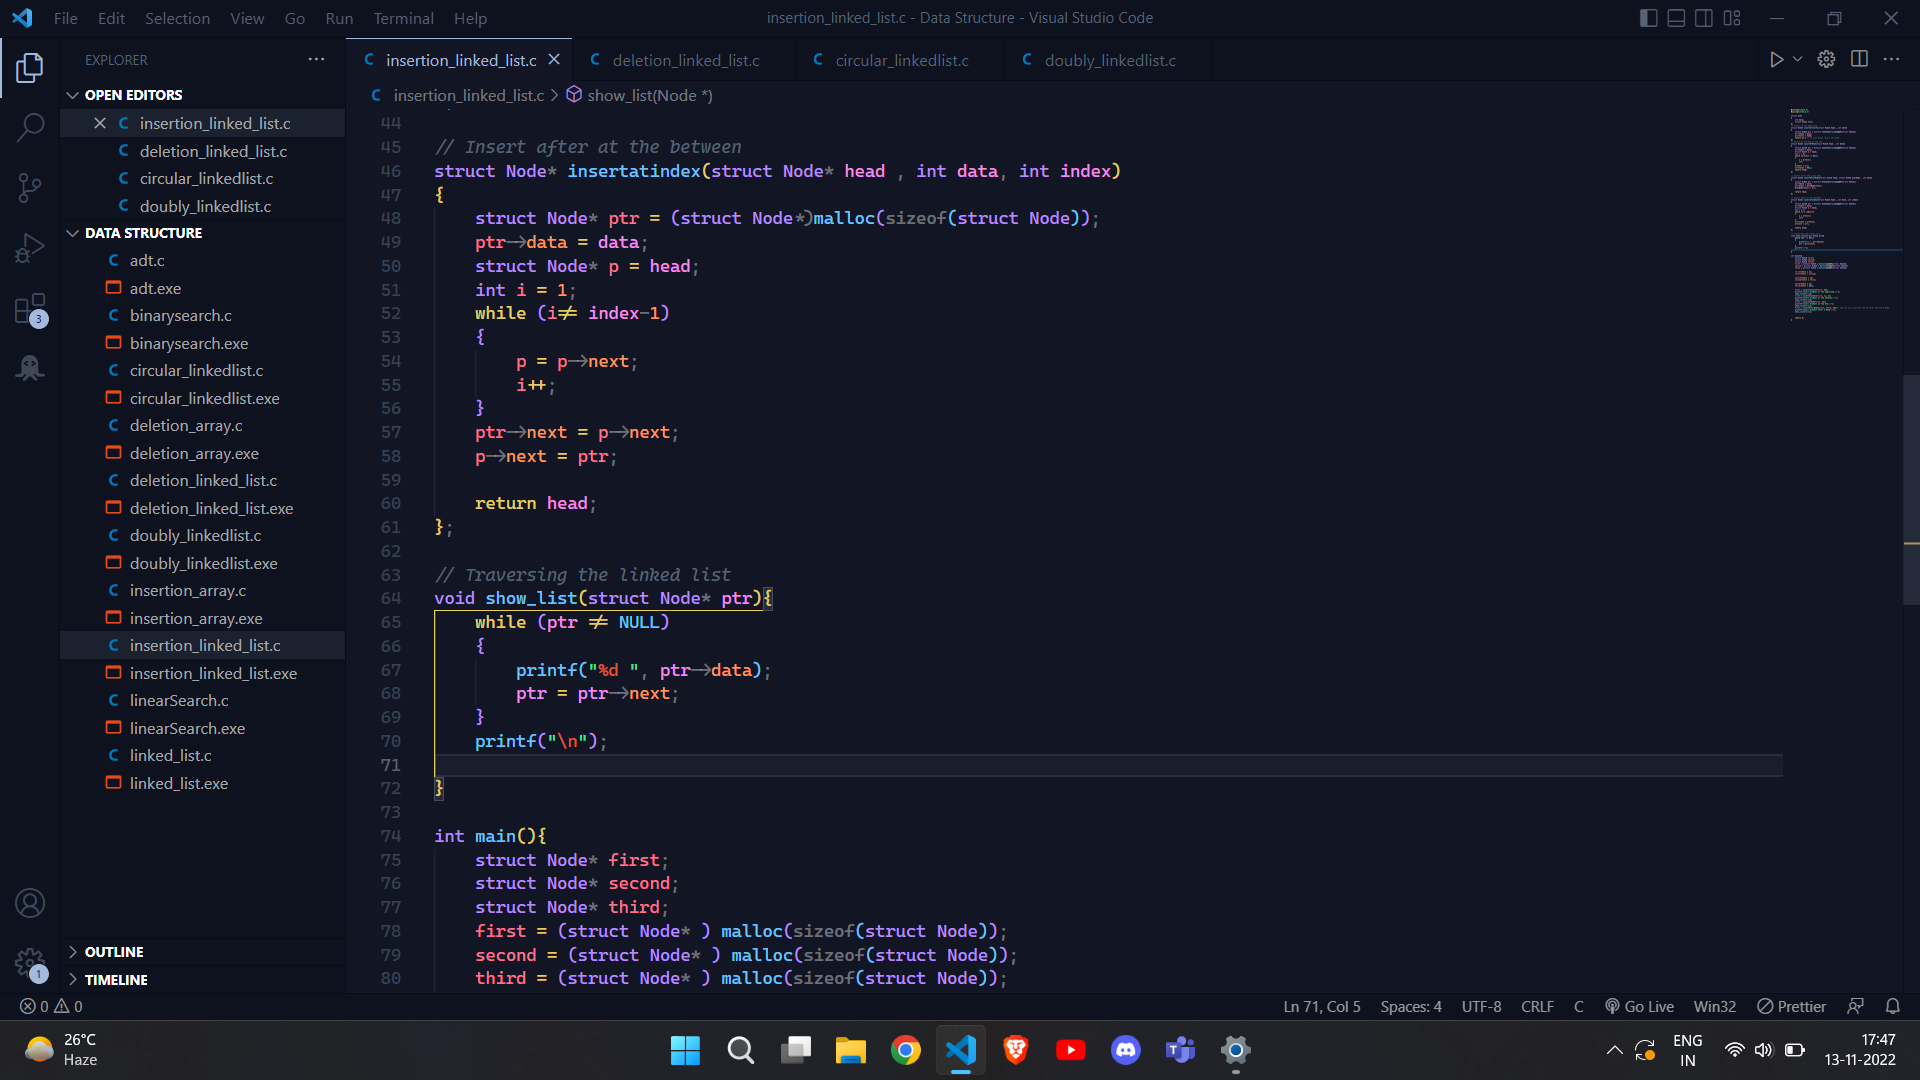 File Edit Selection View Go Run Terminal Help
insertion_linked_list.c - Data Structure - Visual Studio Code
EXPLORER
OPEN EDITORS
insertion_linked_list.c
deletion_linked_list.c
circular_linkedlist.c
doubly_linkedlist.c
DATA STRUCTURE
adt.c
adt.exe
binarysearch.c
binarysearch.exe
circular_linkedlist.c
circular_linkedlist.exe
deletion_array.c
deletion_array.exe
deletion_linked_list.c
deletion_linked_list.exe
doubly_linkedlist.c
doubly_linkedlist.exe
insertion_array.c
insertion_array.exe
insertion_linked_list.c
insertion_linked_list.exe
linearSearch.c
linearSearch.exe
linked_list.c
linked_list.exe
OUTLINE
TIMELINE
3
1
insertion_linked_list.c deletion_linked_list.c circular_linkedlist.c doubly_linkedlist.c
insertion_linked_list.c > show_list(Node *)
44
45 // Insert after at the between
46 struct Node* insertatindex(struct Node* head , int data, int index)
47 {
48 struct Node* ptr = (struct Node*)malloc(sizeof(struct Node));
49 ptr->data = data;
50 struct Node* p = head;
51 int i = 1;
52 while (i!= index-1)
53 {
54 p = p->next;
55 i++;
56 }
57 ptr->next = p->next;
58 p->next = ptr;
59
60 return head;
61 };
62
63 // Traversing the linked list
64 void show_list(struct Node* ptr){
65 while (ptr != NULL)
66 {
67 printf("%d ", ptr->data);
68 ptr = ptr->next;
69 }
70 printf("\n");
71
72 }
73
74 int main(){
75 struct Node* first;
76 struct Node* second;
77 struct Node* third;
78 first = (struct Node* ) malloc(sizeof(struct Node));
79 second = (struct Node* ) malloc(sizeof(struct Node));
80 third = (struct Node* ) malloc(sizeof(struct Node));
0 0
Ln 71, Col 5 Spaces: 4 UTF-8 CRLF C Go Live Win32 Prettier
26°C
Haze
ENG
IN
17:47
13-11-2022